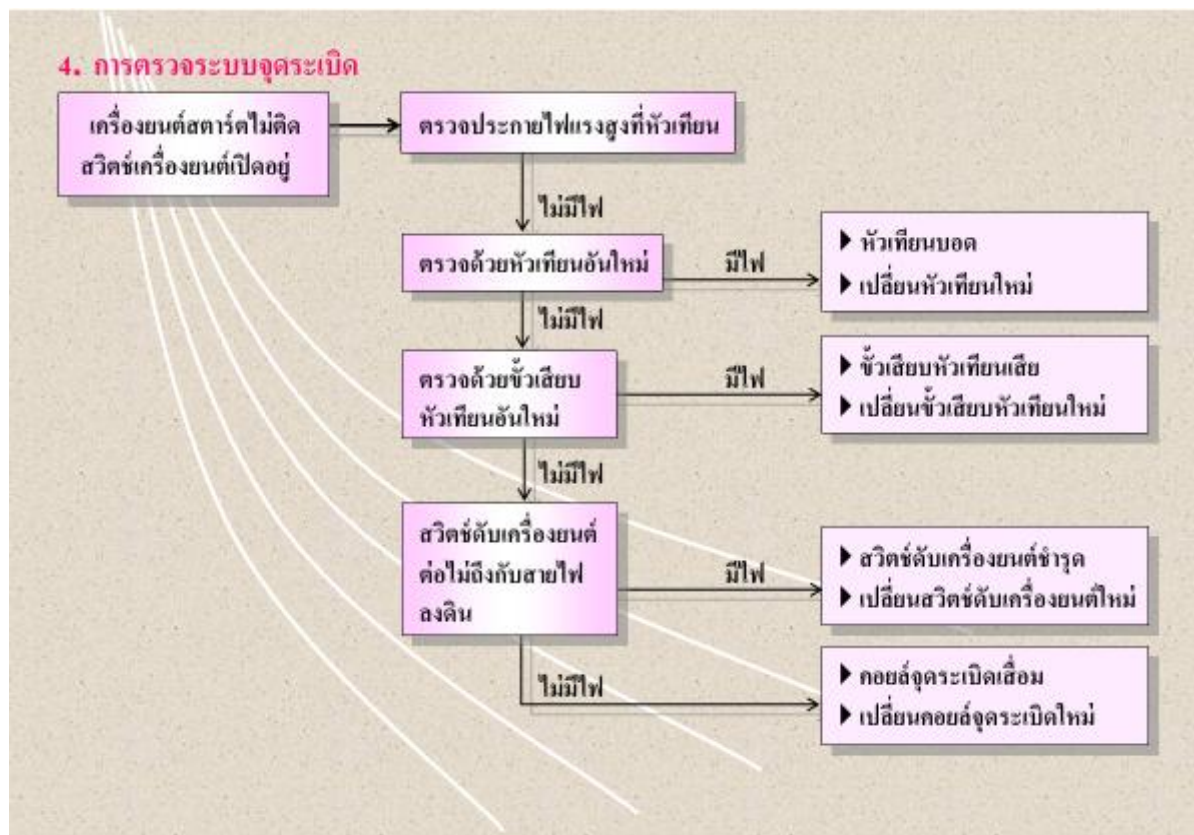 4. การตรวจระบบจุดระเบิด
เครื่องยนต์สตาร์ตไม่ติด
สวิตช์เครื่องยนต์เปิดอยู่
ตรวจประกายไฟแรงสูงที่หัวเทียน
ไม่มีไฟ
ตรวจด้วยหัวเทียนอันใหม่
มีไฟ
หัวเทียนบอด
เปลี่ยนหัวเทียนใหม่
ไม่มีไฟ
ตรวจด้วยขั้วเสียบ
หัวเทียนอันใหม่
มีไฟ
ขั้วเสียบหัวเทียนเสีย
เปลี่ยนขั้วเสียบหัวเทียนใหม่
ไม่มีไฟ
สวิตช์ดับเครื่องยนต์
ต่อไม่ถึงกับสายไฟ
ลงดิน
มีไฟ
สวิตช์ดับเครื่องยนต์ชำรุด
เปลี่ยนสวิตช์ดับเครื่องยนต์ใหม่
ไม่มีไฟ
คอยล์จุดระเบิดเสื่อม
เปลี่ยนคอยล์จุดระเบิดใหม่